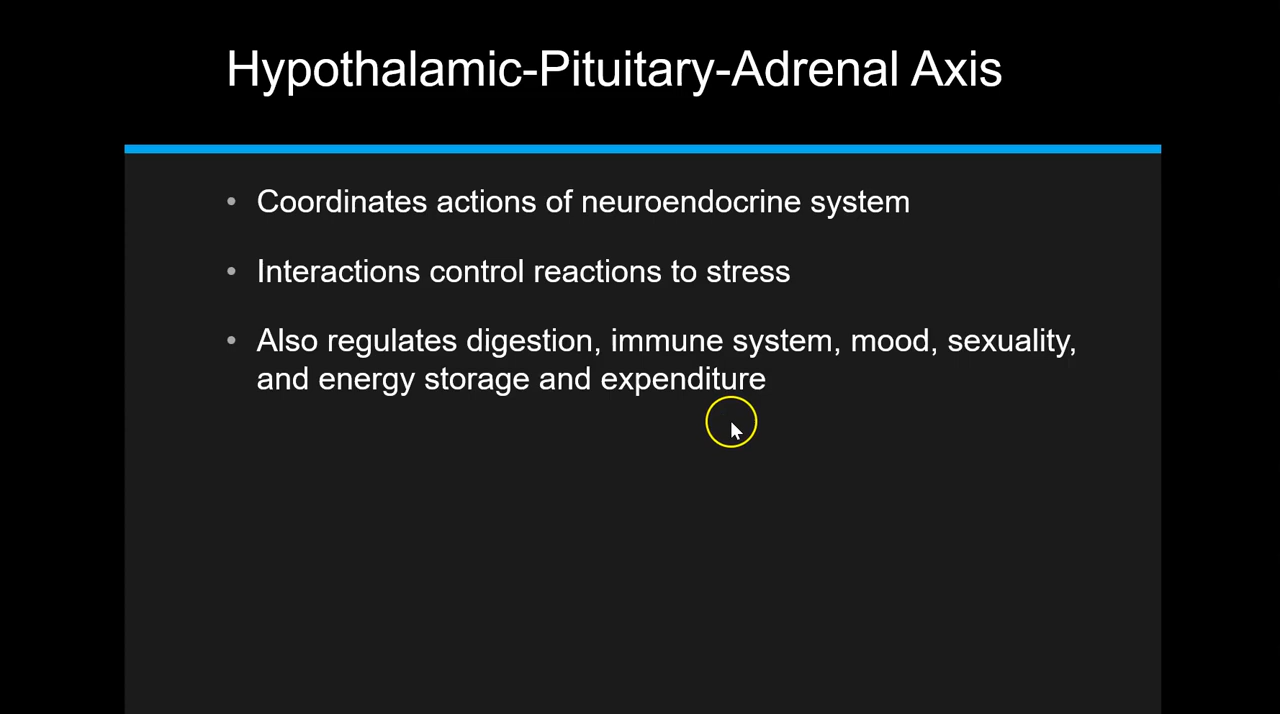 Hypothalamic-Pituitary-Adrenal Axis
• Coordinates actions of neuroendocrine system
• Interactions control reactions to stress
• Also regulates digestion, immune system, mood, sexuality,
and energy storage and expenditure